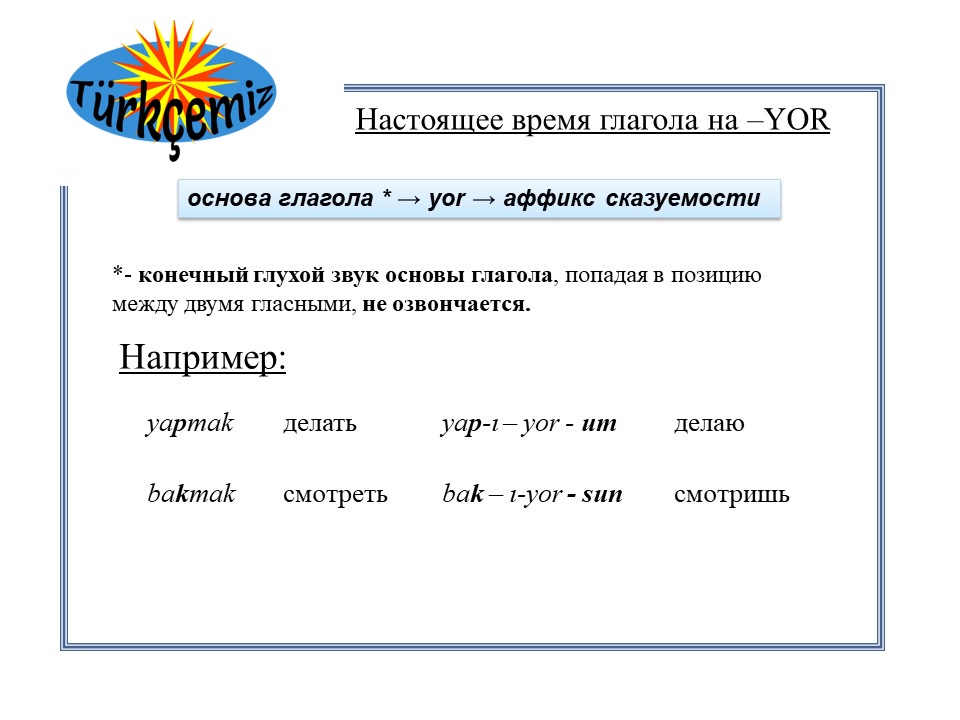 Türkçemiz
Настоящее время глагола на –YOR
основа глагола * → yor → аффикс сказуемости
*- конечный глухой звук основы глагола, попадая в позицию
между двумя гласными, не озвончается.
Например:
yapmak делать yap-ı – yor - um делаю
bakmak смотреть bak – ı-yor - sun смотришь